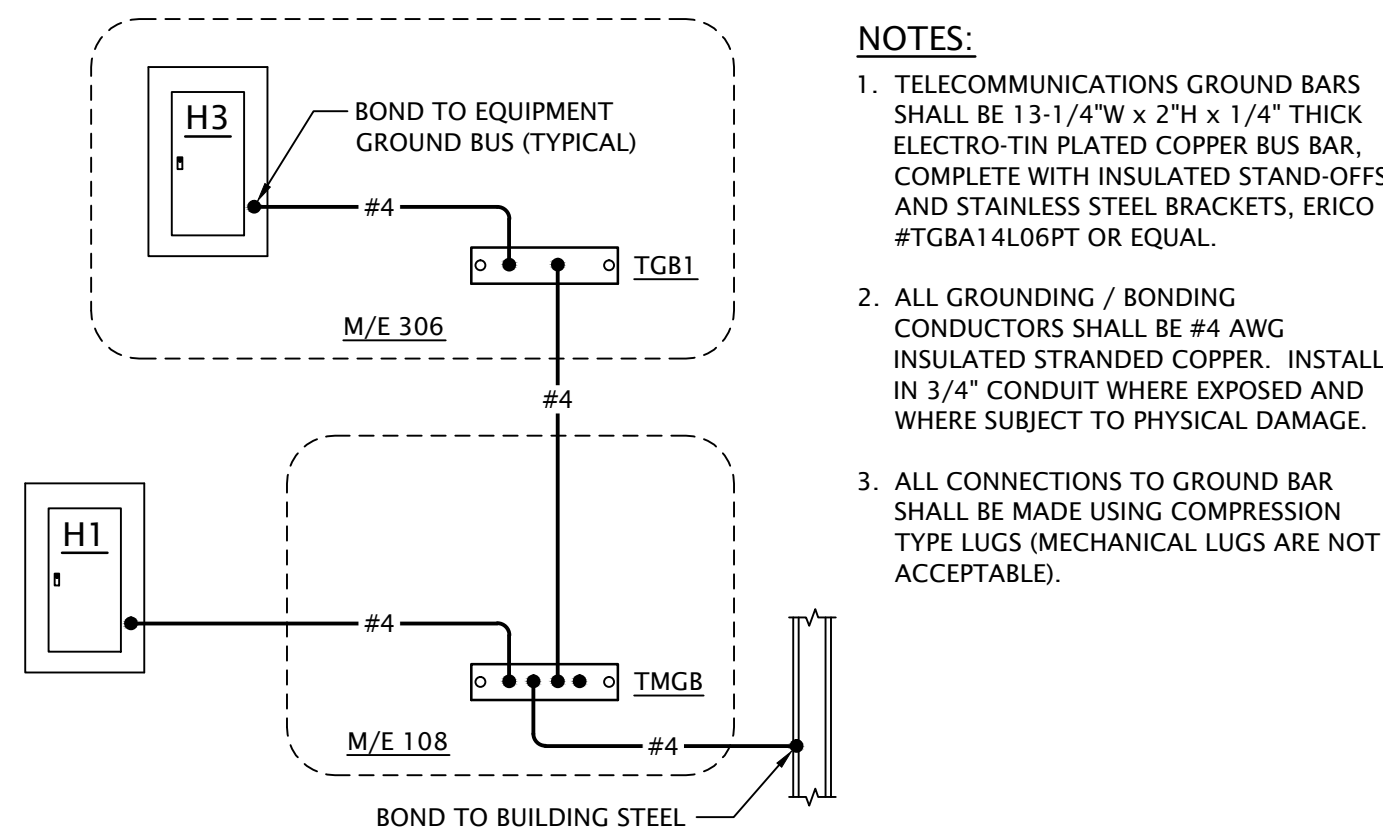 H3
BOND TO EQUIPMENT
GROUND BUS (TYPICAL)
#4
TGB1
M/E 306
#4
H1
#4
TMGB
M/E 108
#4
BOND TO BUILDING STEEL
NOTES:
1. TELECOMMUNICATIONS GROUND BARS
SHALL BE 13-1/4"W x 2"H x 1/4" THICK
ELECTRO-TIN PLATED COPPER BUS BAR,
COMPLETE WITH INSULATED STAND-OFFS
AND STAINLESS STEEL BRACKETS, ERICO
#TGBA14L06PT OR EQUAL.
2. ALL GROUNDING / BONDING
CONDUCTORS SHALL BE #4 AWG
INSULATED STRANDED COPPER. INSTALL
IN 3/4" CONDUIT WHERE EXPOSED AND
WHERE SUBJECT TO PHYSICAL DAMAGE.
3. ALL CONNECTIONS TO GROUND BAR
SHALL BE MADE USING COMPRESSION
TYPE LUGS (MECHANICAL LUGS ARE NOT
ACCEPTABLE).